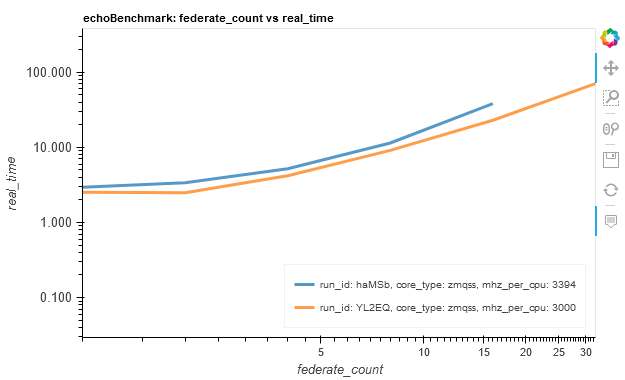 echoBenchmark: federate_count vs real_time
100.000
10.000
1.000
0.100
real_time
run_id: haMSb, core_type: zmqss, mhz_per_cpu: 3394
run_id: YL2EQ, core_type: zmqss, mhz_per_cpu: 3000
5 10 15 20 25 30
federate_count